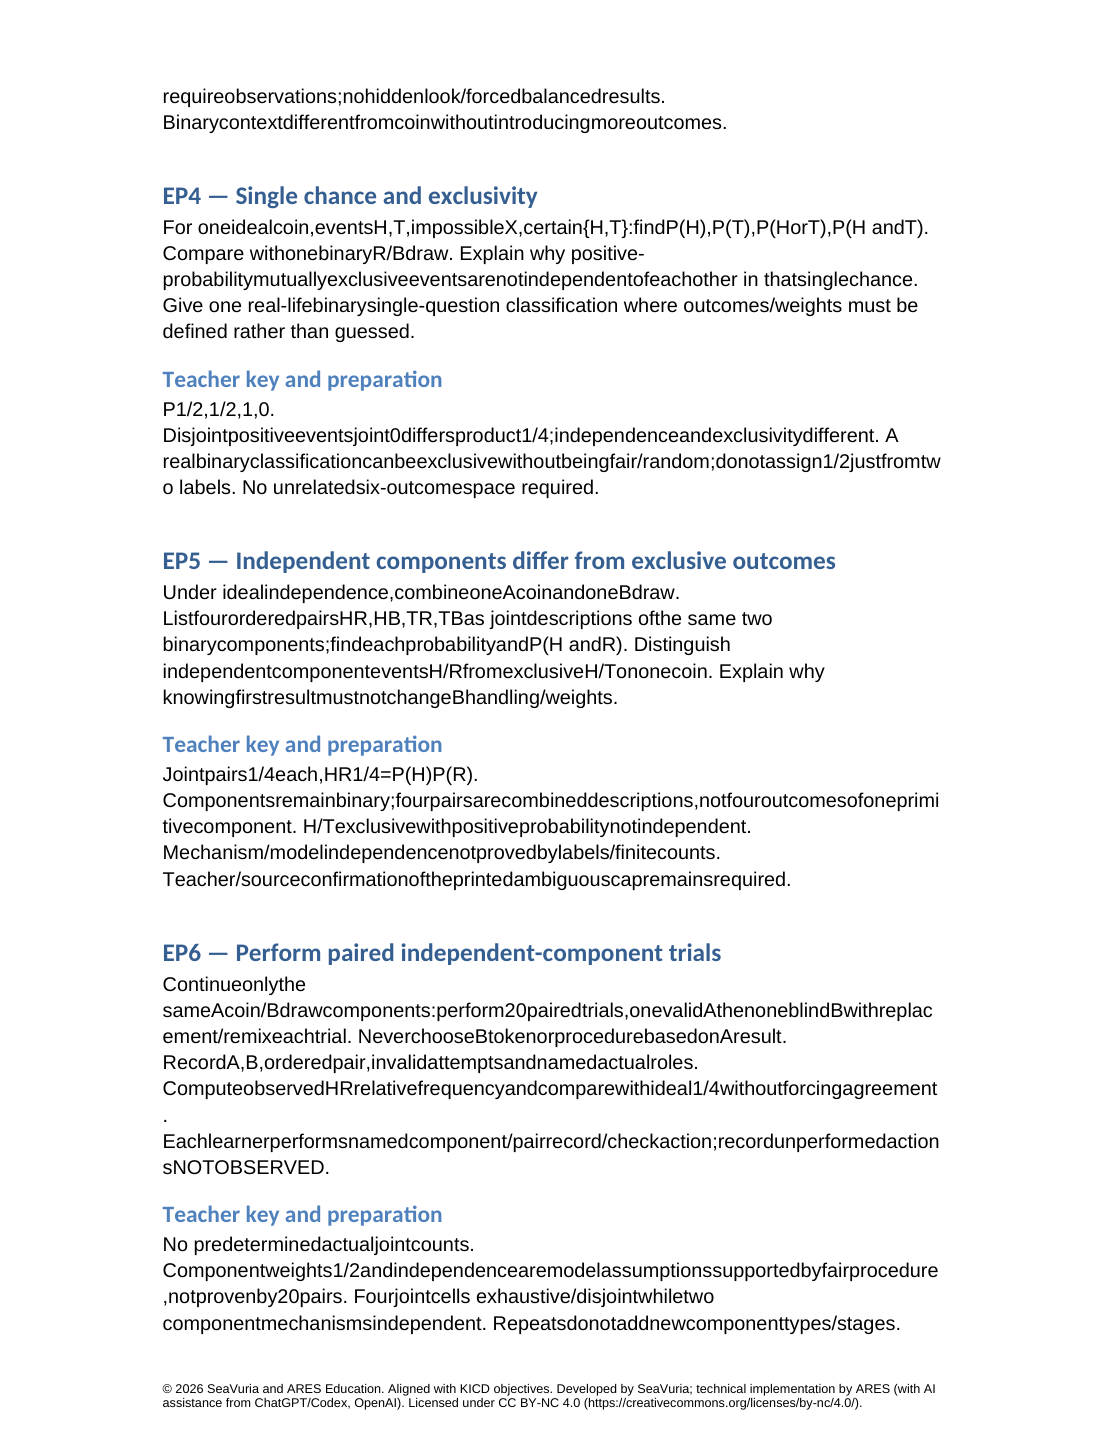 requireobservations;nohiddenlook/forcedbalancedresults.
Binarycontextdifferentfromcoinwithoutintroducingmoreoutcomes.
EP4 — Single chance and exclusivity
For oneidealcoin,eventsH,T,impossibleX,certain{H,T}:findP(H),P(T),P(HorT),P(H andT).
Compare withonebinaryR/Bdraw. Explain why positive-
probabilitymutuallyexclusiveeventsarenotindependentofeachother in thatsinglechance.
Give one real-lifebinarysingle-question classification where outcomes/weights must be
defined rather than guessed.
Teacher key and preparation
P1/2,1/2,1,0.
Disjointpositiveeventsjoint0differsproduct1/4;independenceandexclusivitydifferent. A
realbinaryclassificationcanbeexclusivewithoutbeingfair/random;donotassign1/2justfromtw
o labels. No unrelatedsix-outcomespace required.
EP5 — Independent components differ from exclusive outcomes
Under idealindependence,combineoneAcoinandoneBdraw.
ListfourorderedpairsHR,HB,TR,TBas jointdescriptions ofthe same two
binarycomponents;findeachprobabilityandP(H andR). Distinguish
independentcomponenteventsH/RfromexclusiveH/Tononecoin. Explain why
knowingfirstresultmustnotchangeBhandling/weights.
Teacher key and preparation
Jointpairs1/4each,HR1/4=P(H)P(R).
Componentsremainbinary;fourpairsarecombineddescriptions,notfouroutcomesofoneprimi
tivecomponent. H/Texclusivewithpositiveprobabilitynotindependent.
Mechanism/modelindependencenotprovedbylabels/finitecounts.
Teacher/sourceconfirmationoftheprintedambiguouscapremainsrequired.
EP6 — Perform paired independent-component trials
Continueonlythe
sameAcoin/Bdrawcomponents:perform20pairedtrials,onevalidAthenoneblindBwithreplac
ement/remixeachtrial. NeverchooseBtokenorprocedurebasedonAresult.
RecordA,B,orderedpair,invalidattemptsandnamedactualroles.
ComputeobservedHRrelativefrequencyandcomparewithideal1/4withoutforcingagreement
.
Eachlearnerperformsnamedcomponent/pairrecord/checkaction;recordunperformedaction
sNOTOBSERVED.
Teacher key and preparation
No predeterminedactualjointcounts.
Componentweights1/2andindependencearemodelassumptionssupportedbyfairprocedure
,notprovenby20pairs. Fourjointcells exhaustive/disjointwhiletwo
componentmechanismsindependent. Repeatsdonotaddnewcomponenttypes/stages.
© 2026 SeaVuria and ARES Education. Aligned with KICD objectives. Developed by SeaVuria; technical implementation by ARES (with AI
assistance from ChatGPT/Codex, OpenAI). Licensed under CC BY-NC 4.0 (https://creativecommons.org/licenses/by-nc/4.0/).